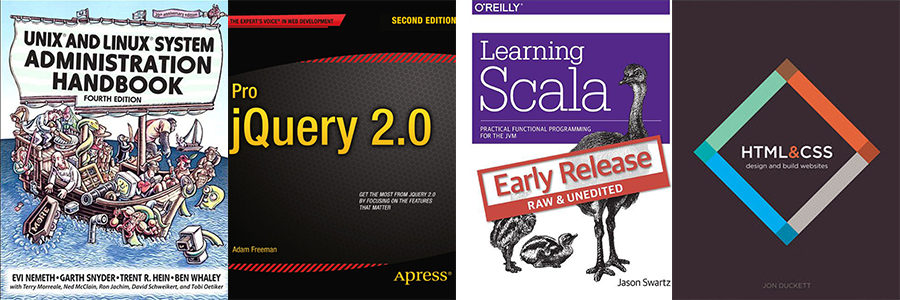 20th anniversary edition
UNIX® AND LINUX® SYSTEM
ADMINISTRATION
HANDBOOK
FOURTH EDITION
EVI NEMETH • GARTH SNYDER • TRENT R. HEIN • BEN WHALEY
with Terry Morreale, Ned McClain, Ron Jachim, David Schweikert, and Tobi Oetiker
THE EXPERT'S VOICE® IN WEB DEVELOPMENT
SECOND EDITION
Pro
jQuery 2.0
GET THE MOST FROM JQUERY 2.0
BY FOCUSING ON THE FEATURES
THAT MATTER
Adam Freeman
Apress®
O'REILLY®
Learning
Scala
PRACTICAL FUNCTIONAL PROGRAMMING
FOR THE JVM
Early Release
RAW & UNEDITED
Jason Swartz
HTML&CSS
design and build websites
JON DUCKETT